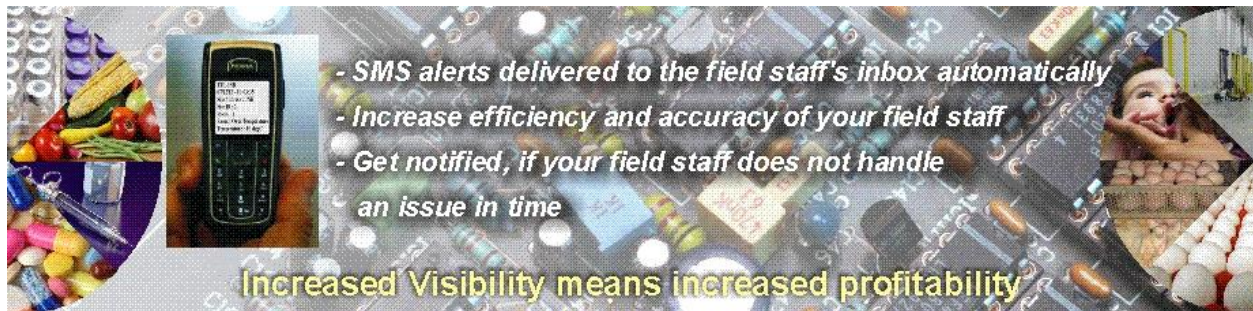 - SMS alerts delivered to the field staff's inbox automatically
- Increase efficiency and accuracy of your field staff
- Get notified, if your field staff does not handle
an issue in time
Increased Visibility means increased profitability